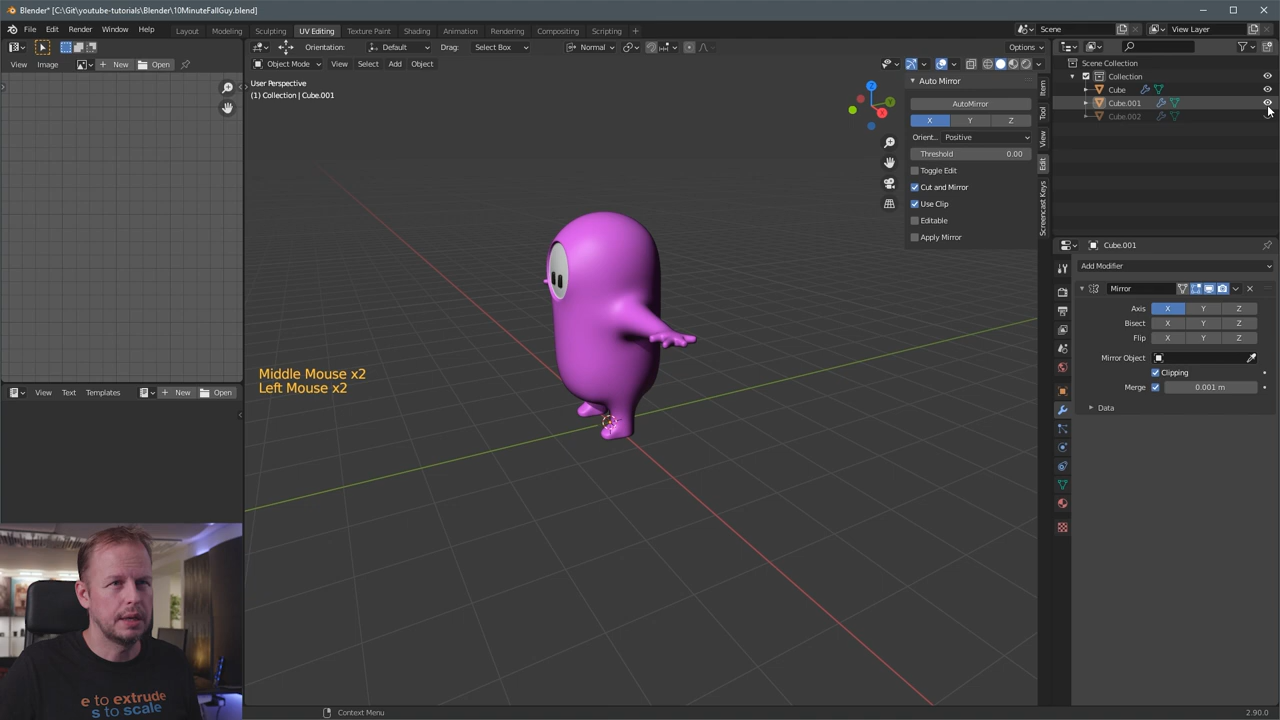 Blender* [C:\Git\youtube-tutorials\Blender\10MinuteFallGuy.blend]
File Edit Render Window Help Layout Modeling Sculpting UV Editing Texture Paint Shading Animation Rendering Compositing Scripting Scene View Layer
Orientation: Default Drag: Select Box Normal Options
View Image New Open Object Mode View Select Add Object
User Perspective
(1) Collection | Cube.001
Auto Mirror
AutoMirror
X Y Z
Orient... Positive
Threshold 0.00
Toggle Edit
Cut and Mirror
Use Clip
Editable
Apply Mirror
Item
Tool
View
Edit
Screencast Keys
Scene Collection
Collection
Cube
Cube.001
Cube.002
Cube.001
Add Modifier
Mirror
Axis X Y Z
Bisect X Y Z
Flip X Y Z
Mirror Object
Clipping
Merge 0.001 m
Data
Middle Mouse x2
Left Mouse x2
View Text Templates New Open
e to extrude
s to scale
Context Menu
2.90.0